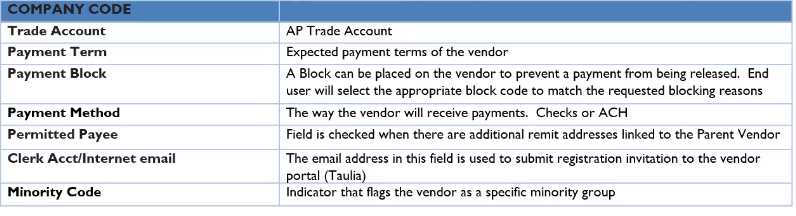 COMPANY CODE
Trade Account AP Trade Account
Payment Term Expected payment terms of the vendor
Payment Block A Block can be placed on the vendor to prevent a payment from being released. End
user will select the appropriate block code to match the requested blocking reasons
Payment Method The way the vendor will receive payments. Checks or ACH
Permitted Payee Field is checked when there are additional remit addresses linked to the Parent Vendor
Clerk Acct/Internet email The email address in this field is used to submit registration invitation to the vendor
portal (Taulia)
Minority Code Indicator that flags the vendor as a specific minority group